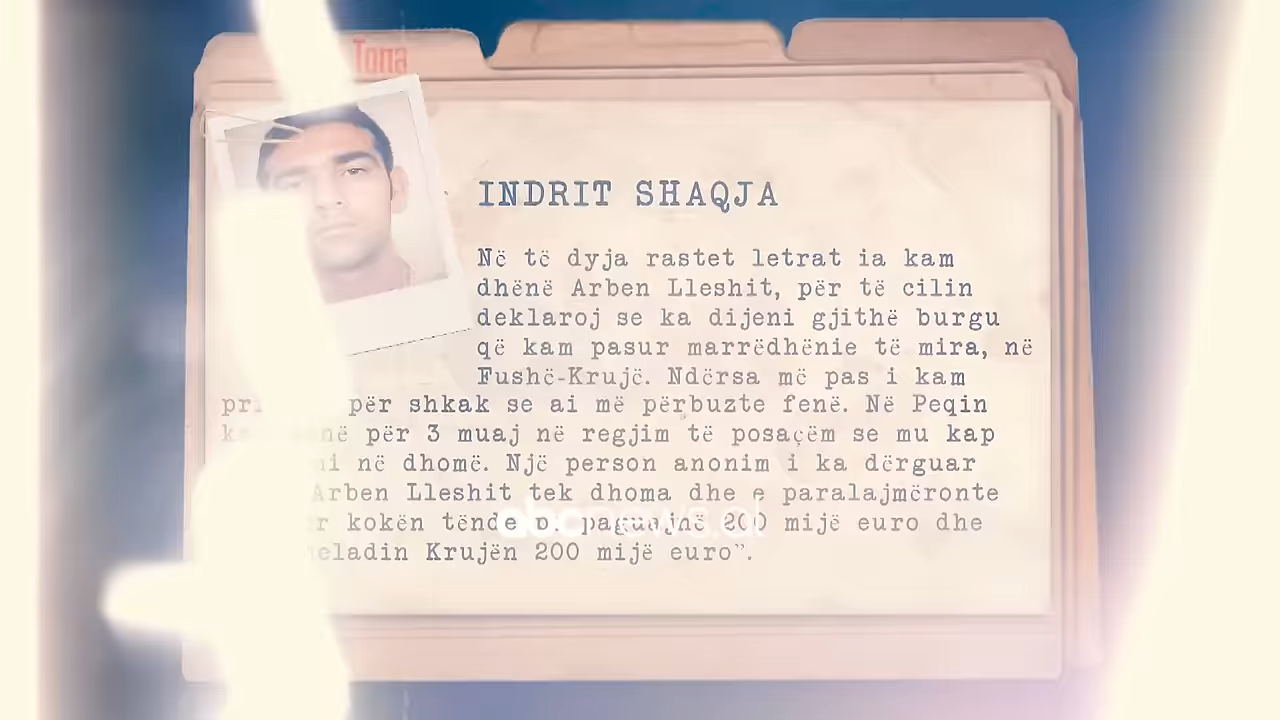 Tona
INDRIT SHAQJA
Në të dyja rastet letrat ia kam
dhënë Arben Lleshit, për të cilin
deklaroj se ka dijeni gjithë burgu
që kam pasur marrëdhënie të mira, në
Fushë-Krujë. Ndërsa më pas i kam
për shkak se ai më përbuzte fenë. Në Peqin
për 3 muaj në regjim të posaçëm se mu kap
në dhomë. Një person anonim i ka dërguar
Arben Lleshit tek dhoma dhe e paralajmëronte
kokën tënde paguajnë 200 mijë euro dhe
Krujën 200 mijë euro”.
abcnews.al